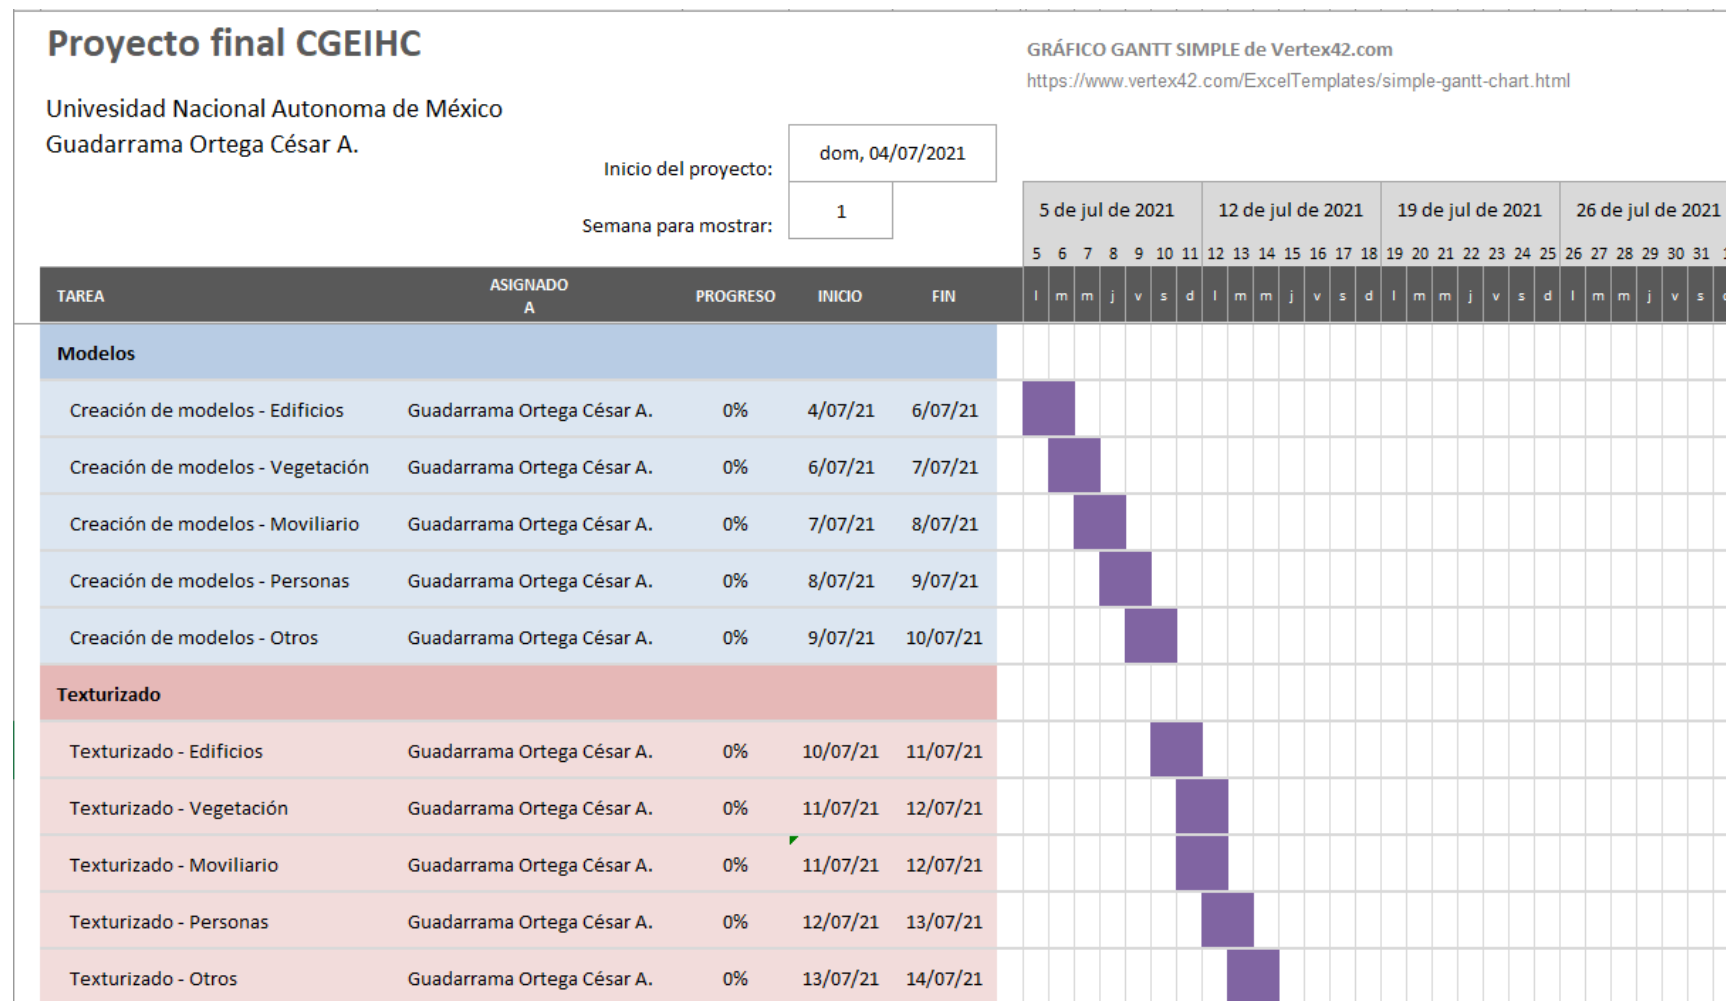 Proyecto final CGEIHC
GRÁFICO GANTT SIMPLE de Vertex42.com
https://www.vertex42.com/ExcelTemplates/simple-gantt-chart.html
Univesidad Nacional Autonoma de México
Guadarrama Ortega César A.
Inicio del proyecto: dom, 04/07/2021
Semana para mostrar: 1
5 de jul de 2021 12 de jul de 2021 19 de jul de 2021 26 de jul de 2021
5 6 7 8 9 10 11 12 13 14 15 16 17 18 19 20 21 22 23 24 25 26 27 28 29 30 31
TAREA ASIGNADO A PROGRESO INICIO FIN l m m j v s d l m m j v s d l m m j v s d l m m j v s
Modelos
Creación de modelos - Edificios Guadarrama Ortega César A. 0% 4/07/21 6/07/21
Creación de modelos - Vegetación Guadarrama Ortega César A. 0% 6/07/21 7/07/21
Creación de modelos - Moviliario Guadarrama Ortega César A. 0% 7/07/21 8/07/21
Creación de modelos - Personas Guadarrama Ortega César A. 0% 8/07/21 9/07/21
Creación de modelos - Otros Guadarrama Ortega César A. 0% 9/07/21 10/07/21
Texturizado
Texturizado - Edificios Guadarrama Ortega César A. 0% 10/07/21 11/07/21
Texturizado - Vegetación Guadarrama Ortega César A. 0% 11/07/21 12/07/21
Texturizado - Moviliario Guadarrama Ortega César A. 0% 11/07/21 12/07/21
Texturizado - Personas Guadarrama Ortega César A. 0% 12/07/21 13/07/21
Texturizado - Otros Guadarrama Ortega César A. 0% 13/07/21 14/07/21